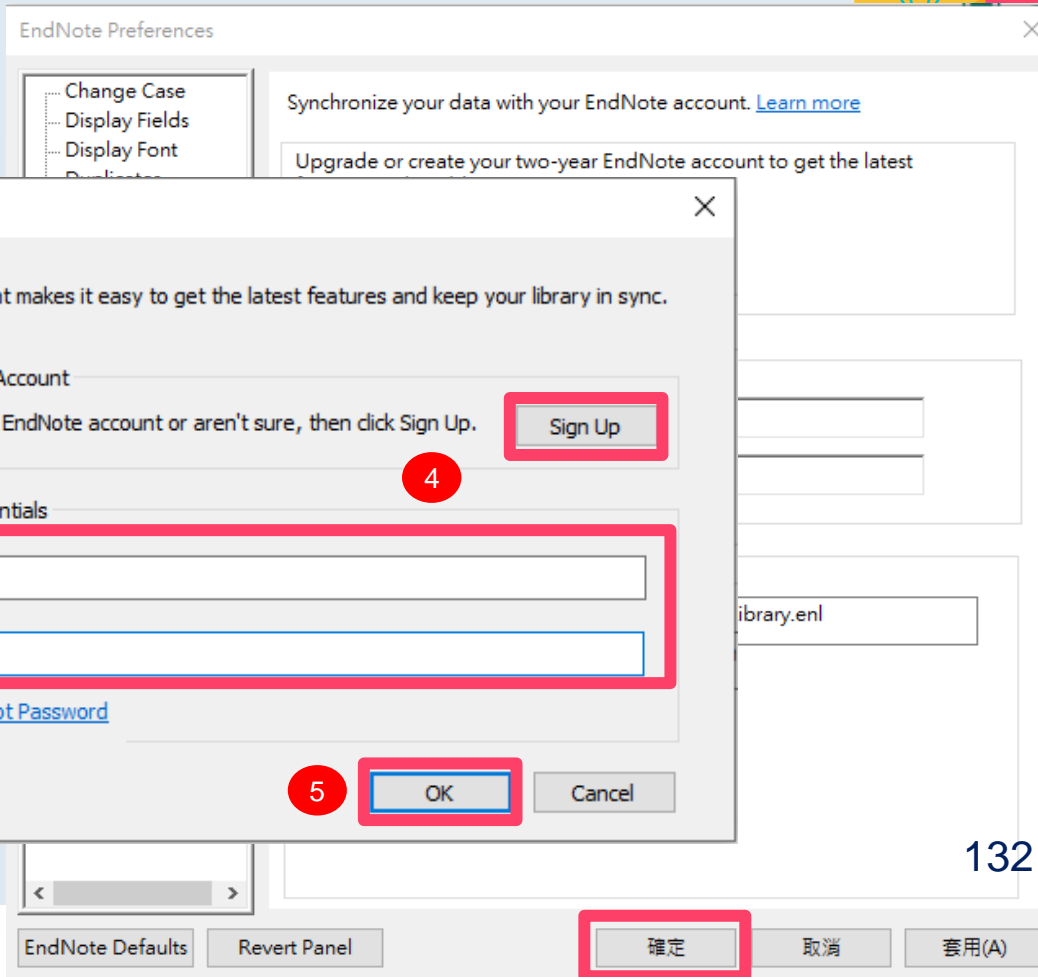 EndNote Preferences
Change Case
Display Fields
Display Font
Synchronize your data with your EndNote account. Learn more
Upgrade or create your two-year EndNote account to get the latest
makes it easy to get the latest features and keep your library in sync.
Account
EndNote account or aren't sure, then click Sign Up.
Sign Up
4
ntials
ibrary.enl
ot Password
5
OK
Cancel
132
EndNote Defaults
Revert Panel
確定
取消
套用(A)